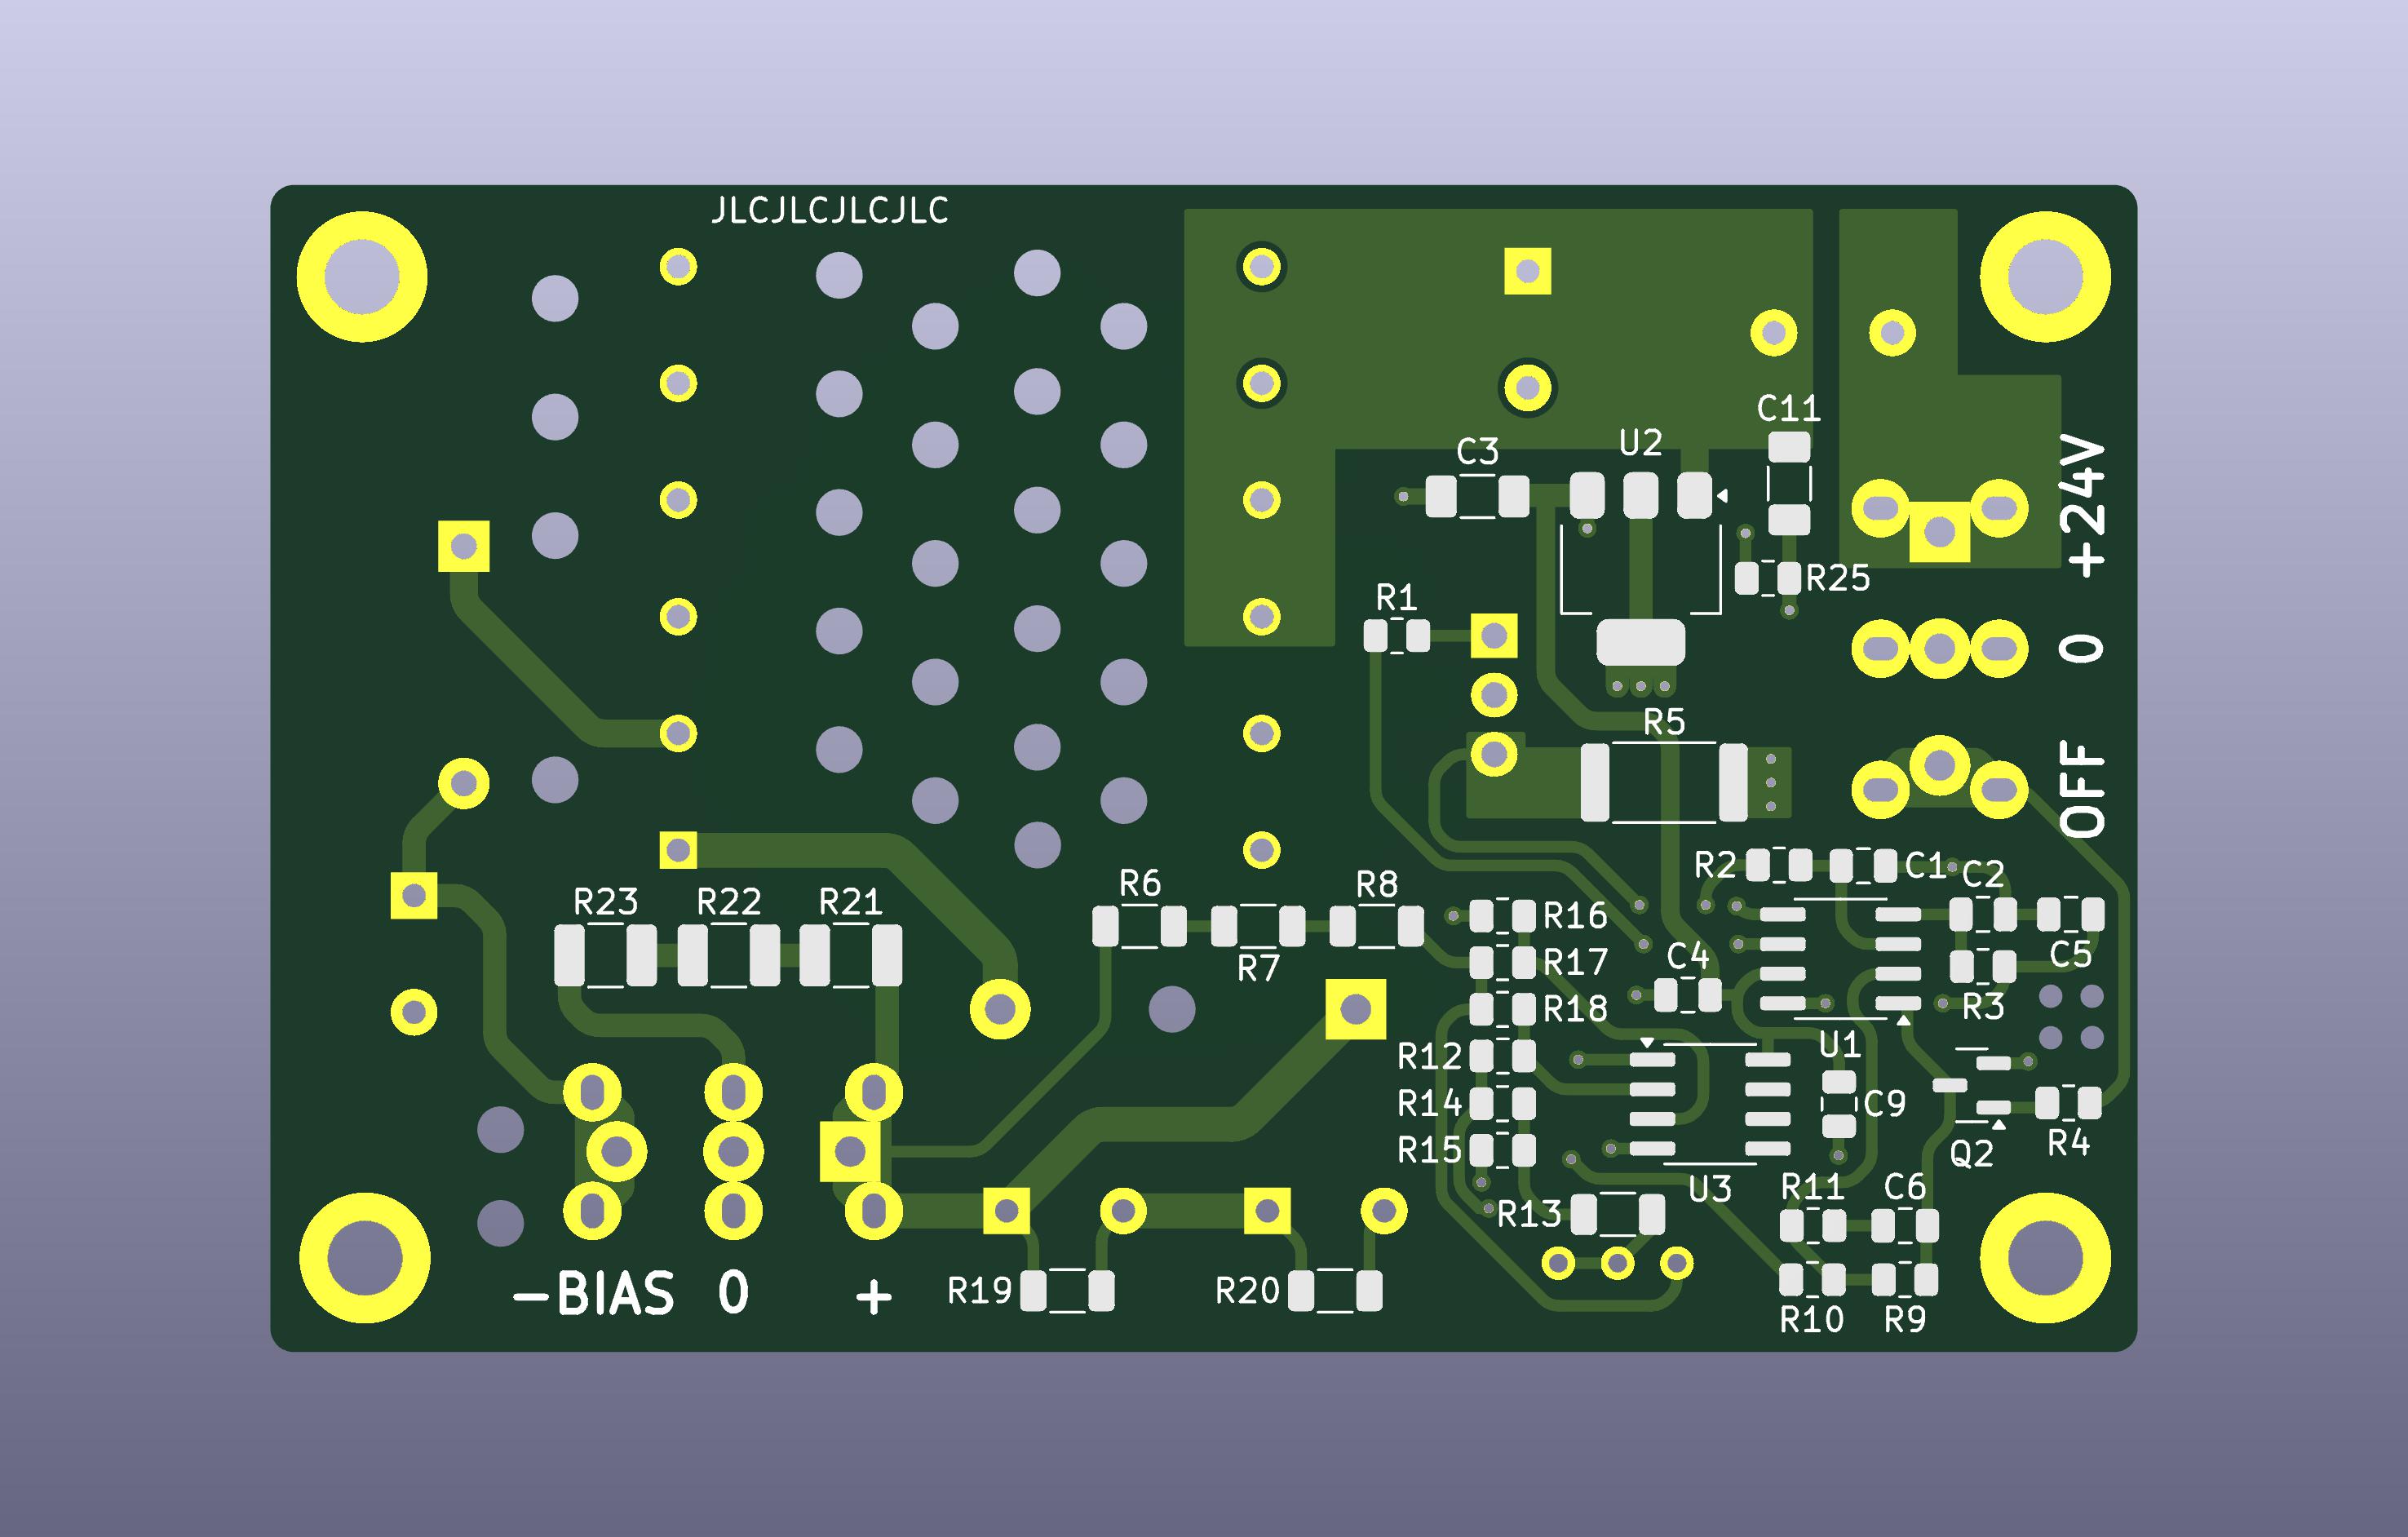 JLCJLCJLCJLC
C11
U2
C3
+24V
R25
R1
0
R5
OFF
R2
C1
C2
R6
R8
R23
R22
R21
R16
R7
R17
C4
C5
R18
R3
R12
U1
R14
C9
R15
Q2
R4
U3
R11
C6
R13
-BIAS
0
+
R19
R20
R10
R9